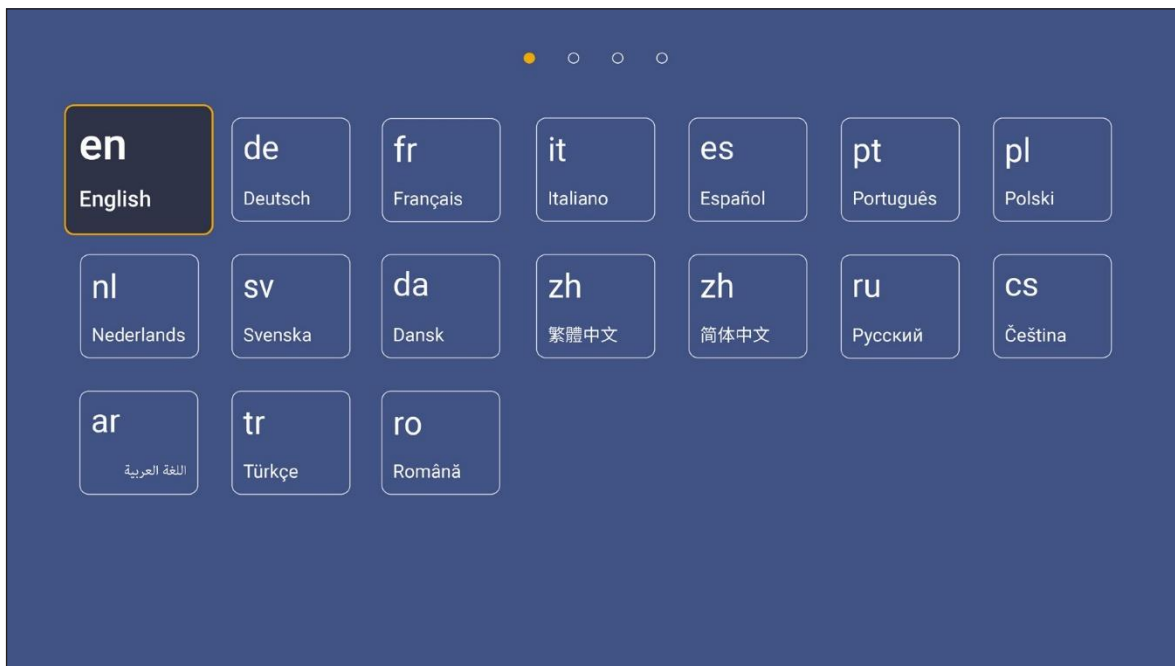 en
English
de
Deutsch
fr
Français
it
Italiano
es
Español
pt
Português
pl
Polski
nl
Nederlands
sv
Svenska
da
Dansk
zh
繁體中文
zh
简体中文
ru
Русский
cs
Čeština
ar
اللغة العربية
tr
Türkçe
ro
Română